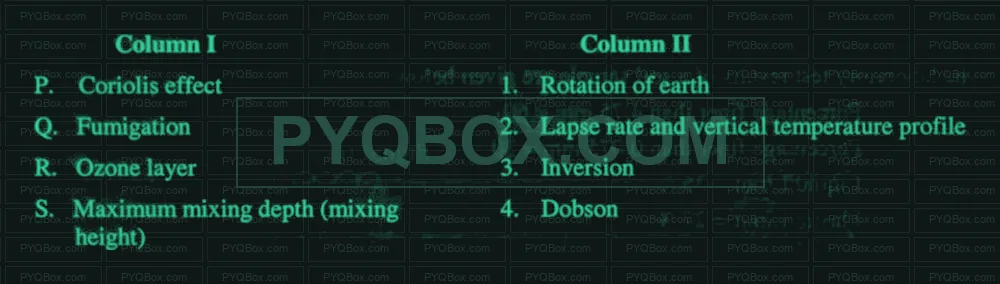 Column I Column II
P. Coriolis effect 1. Rotation of earth
Q. Fumigation 2. Lapse rate and vertical temperature profile
R. Ozone layer 3. Inversion
S. Maximum mixing depth (mixing 4. Dobson
height)
PYQBOX.COM